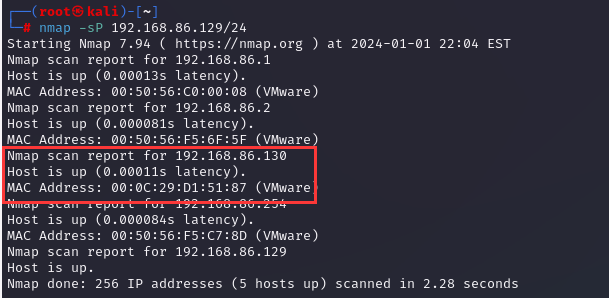 ┌──(root㉿kali)-[~]
└─# nmap -sP 192.168.86.129/24
Starting Nmap 7.94 ( https://nmap.org ) at 2024-01-01 22:04 EST
Nmap scan report for 192.168.86.1
Host is up (0.00013s latency).
MAC Address: 00:50:56:C0:00:08 (VMware)
Nmap scan report for 192.168.86.2
Host is up (0.000081s latency).
MAC Address: 00:50:56:F5:6F:5F (VMware)
Nmap scan report for 192.168.86.130
Host is up (0.00011s latency).
MAC Address: 00:0C:29:D1:51:87 (VMware)
Nmap scan report for 192.168.86.254
Host is up (0.000084s latency).
MAC Address: 00:50:56:F5:C7:8D (VMware)
Nmap scan report for 192.168.86.129
Host is up.
Nmap done: 256 IP addresses (5 hosts up) scanned in 2.28 seconds